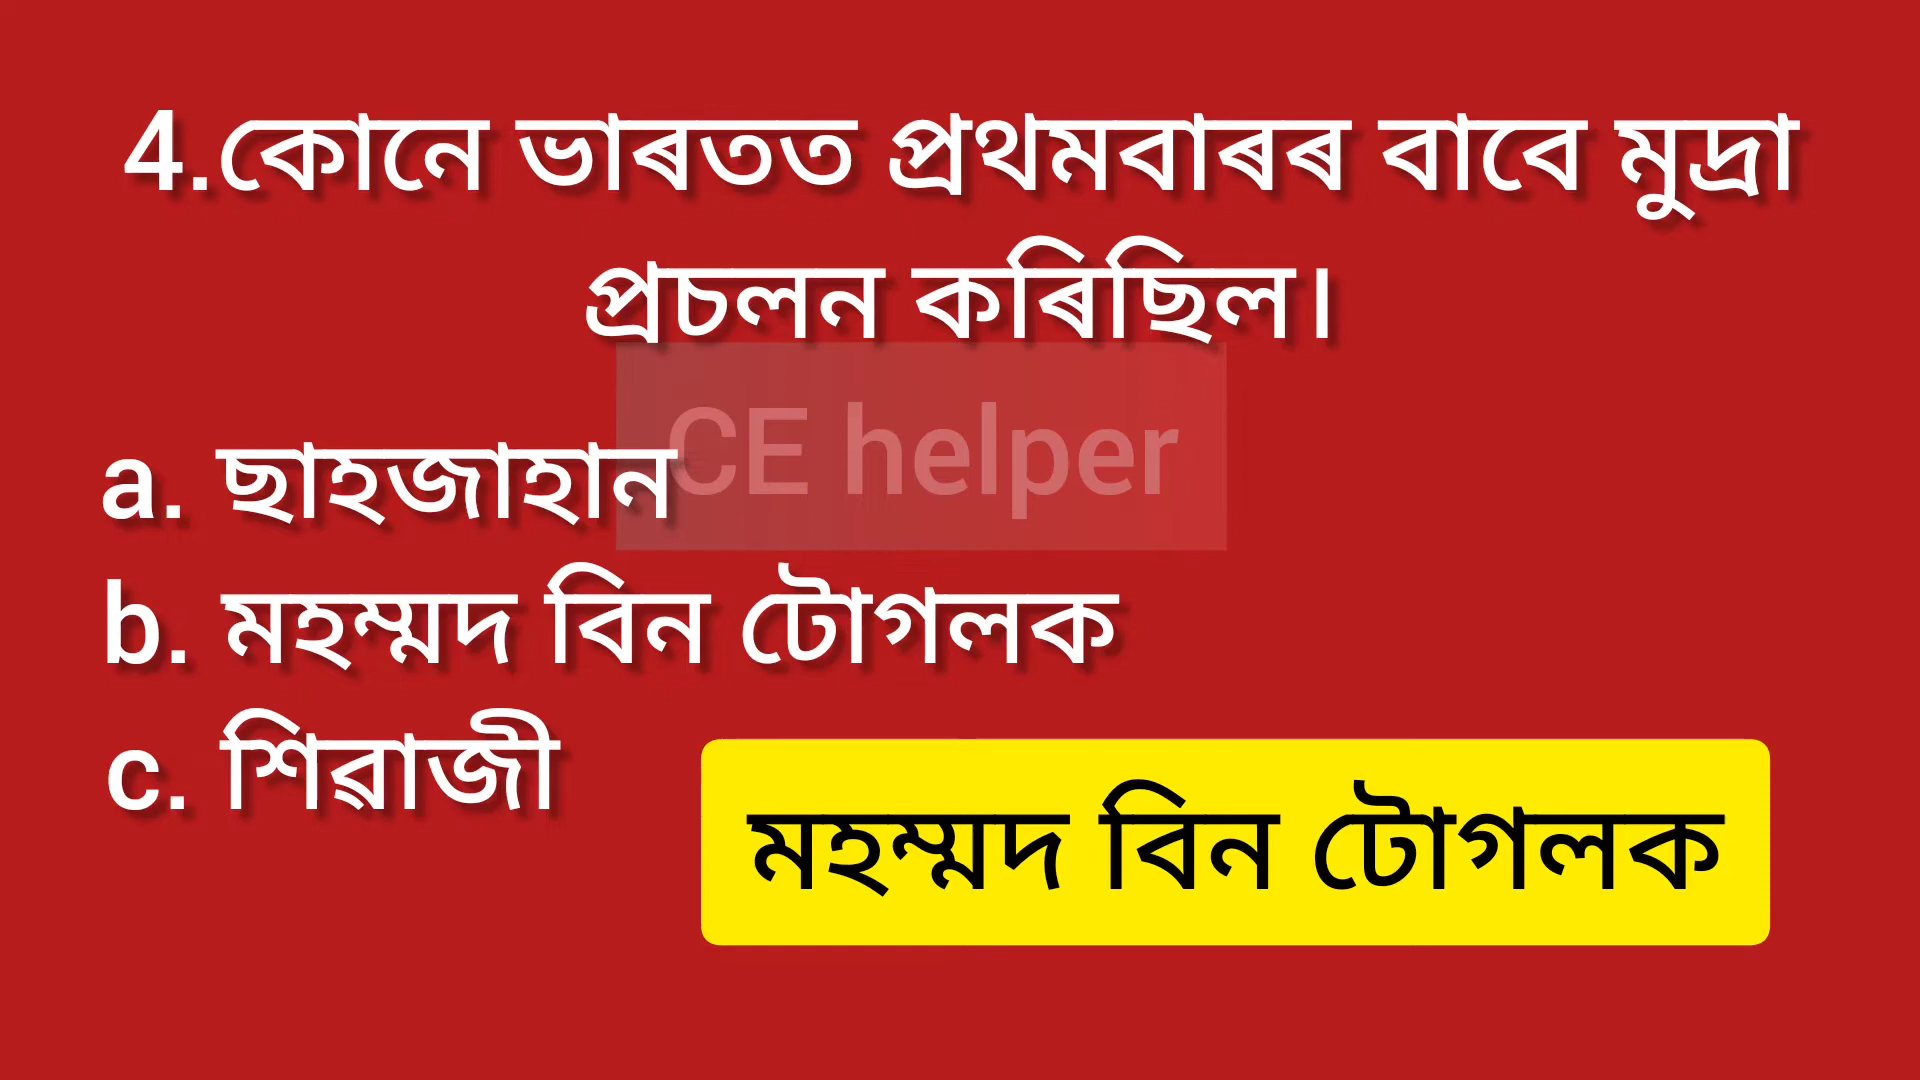 4.কোনে ভাৰতত প্ৰথমবাৰৰ বাবে মুদ্ৰা
প্ৰচলন কৰিছিল।
CE helper
a. ছাহজাহান
b. মহম্মদ বিন টোগলক
c. শিৱাজী
মহম্মদ বিন টোগলক